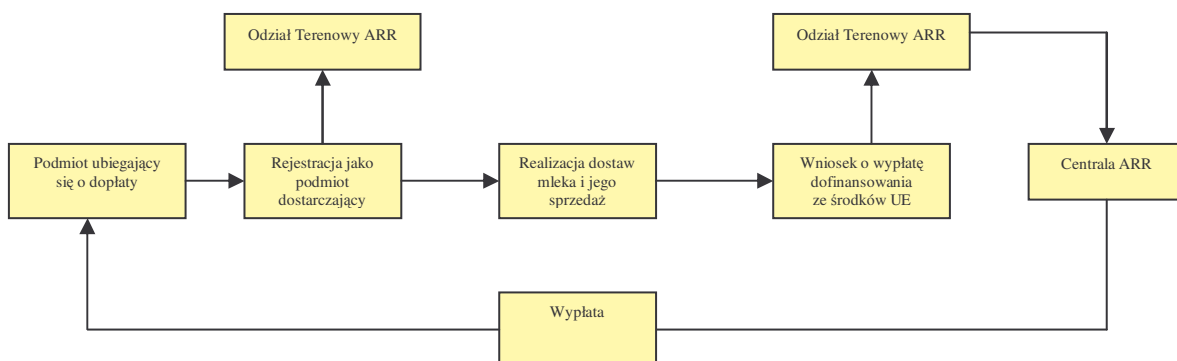 Odział Terenowy ARR
Odział Terenowy ARR
Podmiot ubiegający
się o dopłaty
Rejestracja jako
podmiot
dostarczający
Realizacja dostaw
mleka i jego
sprzedaż
Wniosek o wypłatę
dofinansowania
ze środków UE
Centrala ARR
Wypłata